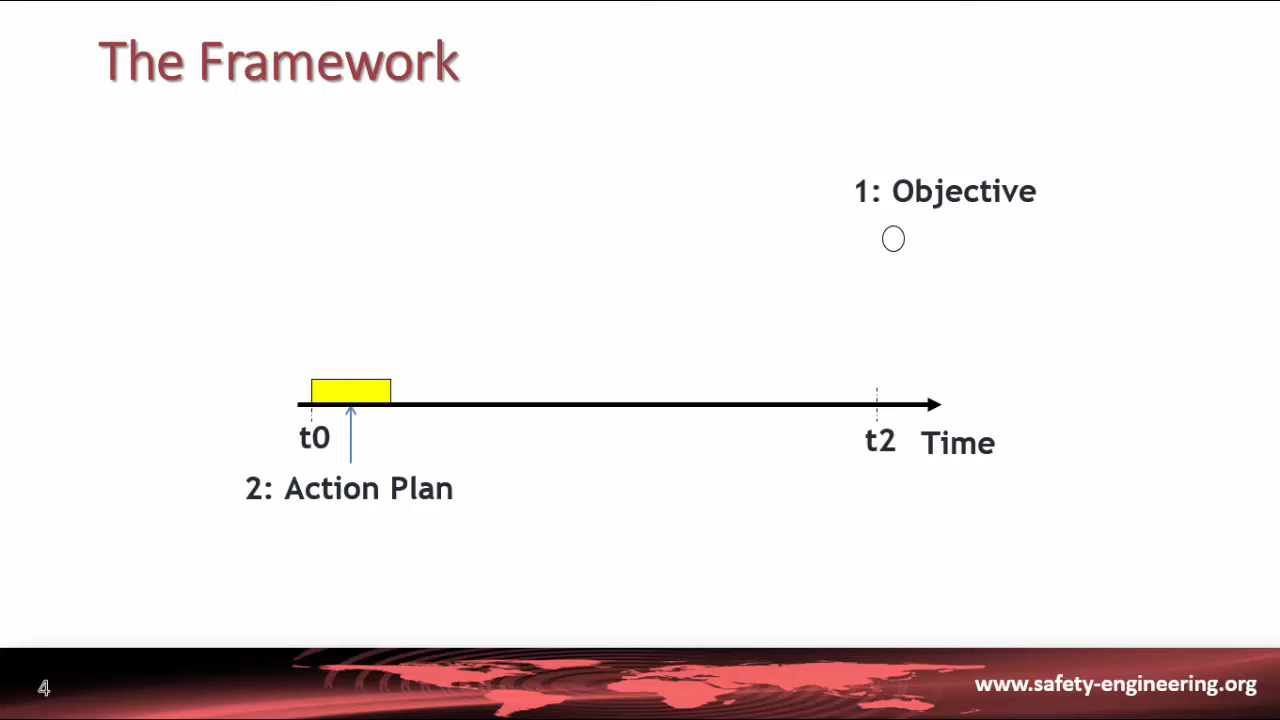 The Framework
1: Objective
t0
t2
Time
2: Action Plan
4
www.safety-engineering.org